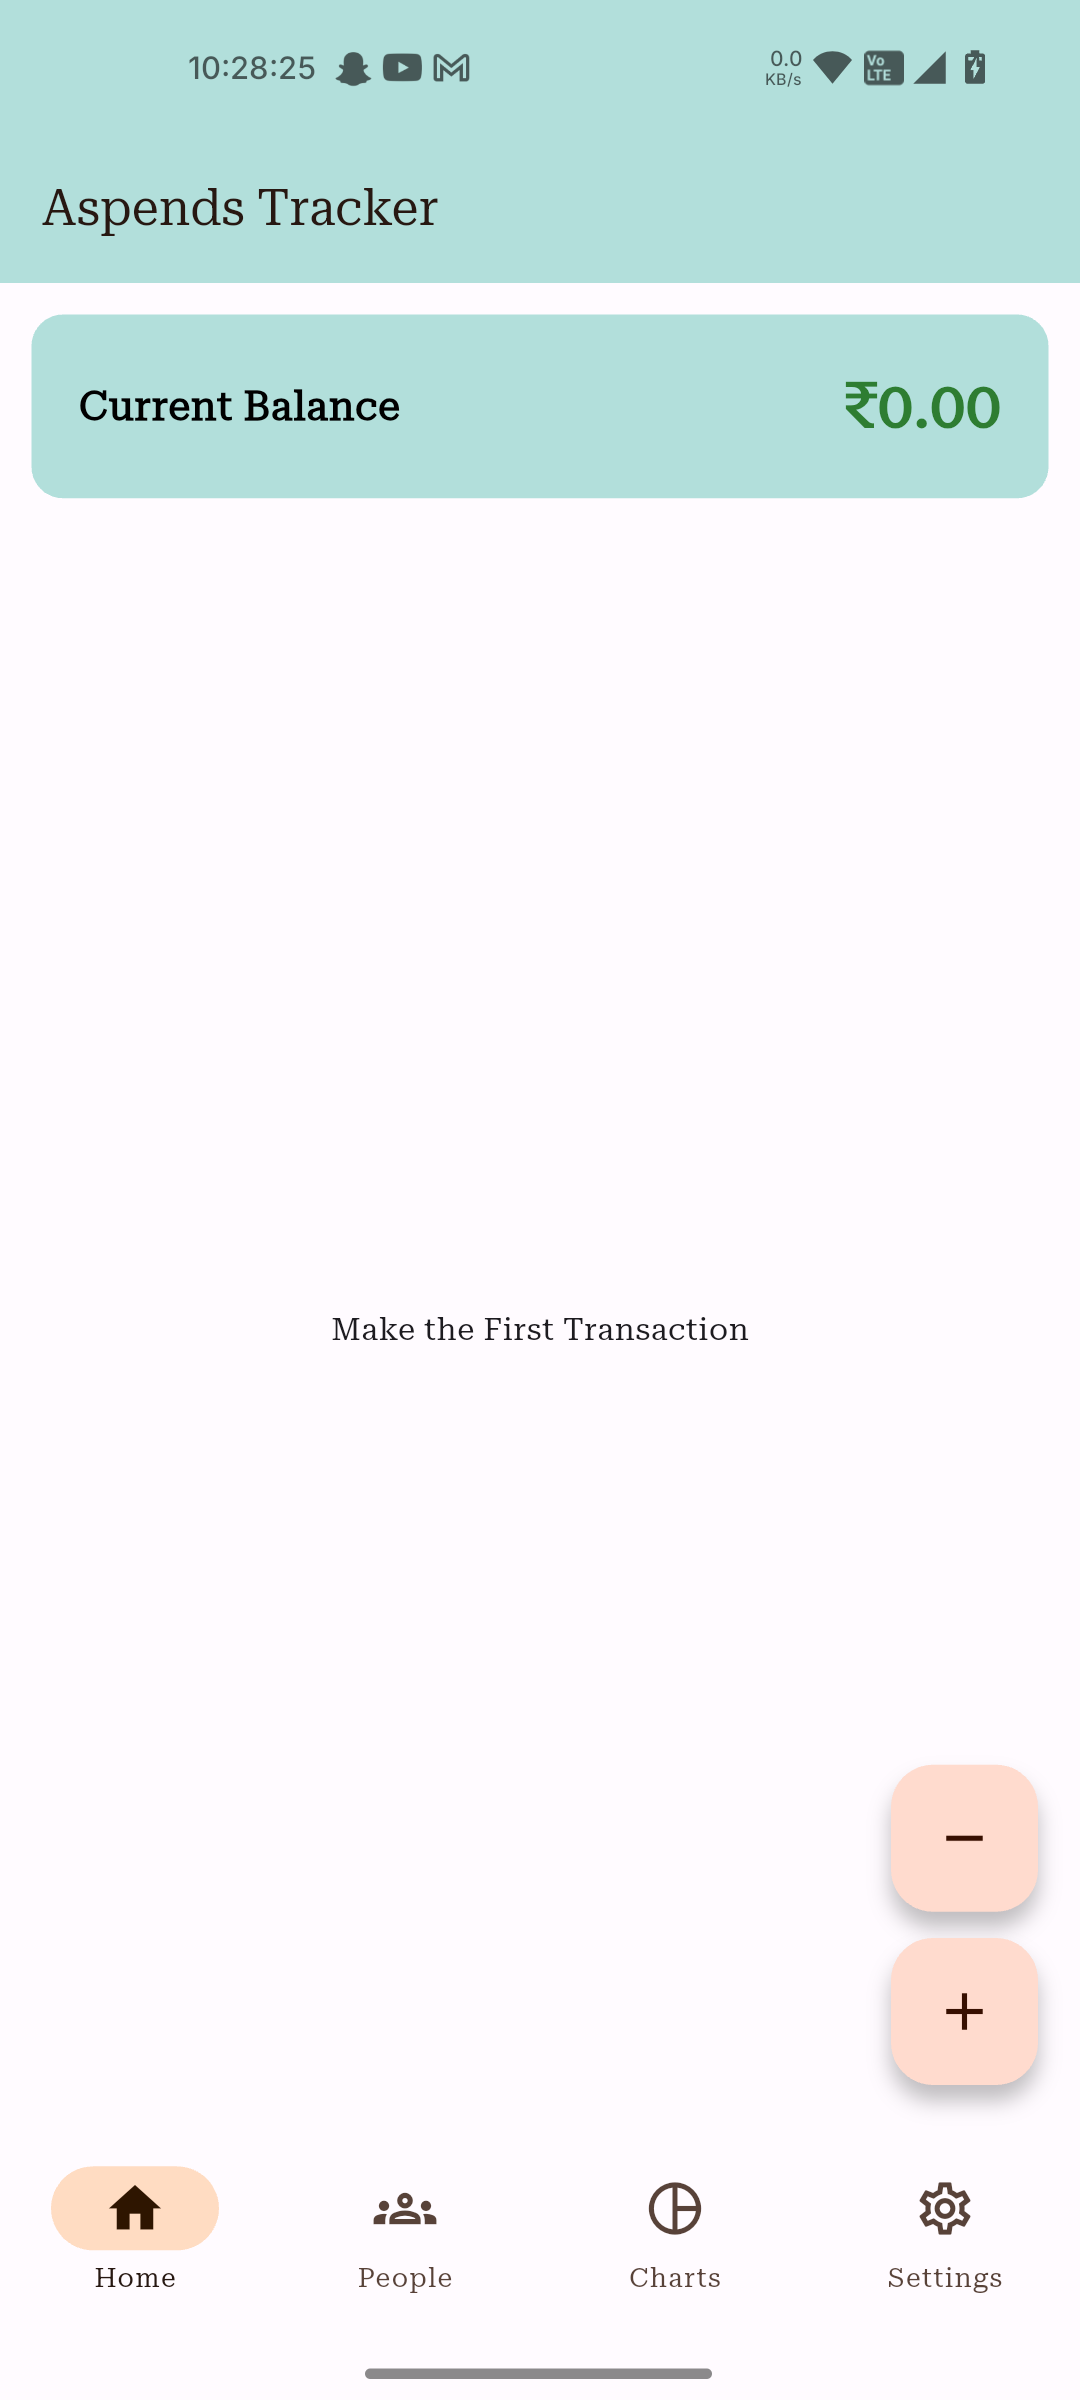 10:28:25
0.0
KB/s
Vo
LTE
Aspends Tracker
Current Balance
₹0.00
Make the First Transaction
Home
People
Charts
Settings